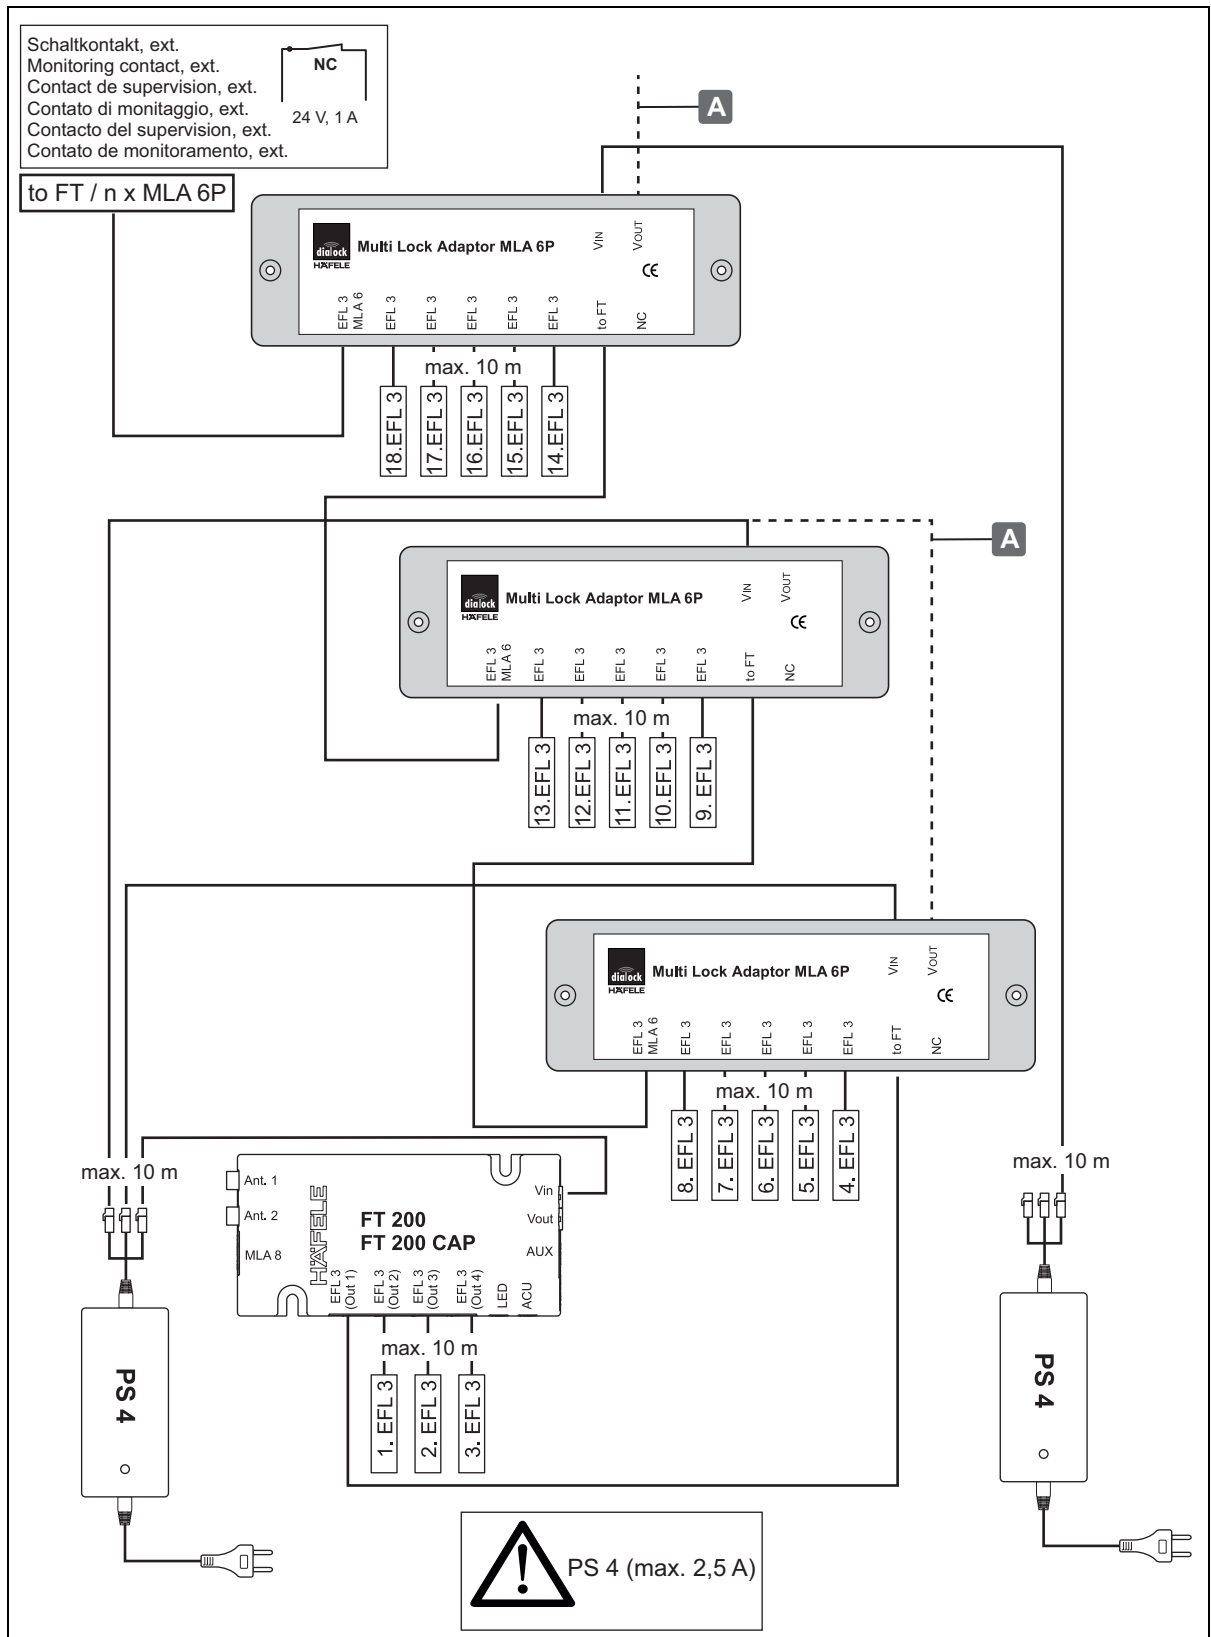 Schaltkontakt, ext.
Monitoring contact, ext.
Contact de supervision, ext.
Contato di monitaggio, ext.
Contacto del supervision, ext.
Contato de monitoramento, ext.
NC
24 V, 1 A
A
to FT / n x MLA 6P
dialock
HÄFELE
Multi Lock Adaptor MLA 6P
VIN
VOUT
CE
EFL 3
MLA 6
EFL 3
EFL 3
EFL 3
EFL 3
EFL 3
to FT
NC
max. 10 m
18.EFL 3
17.EFL 3
16.EFL 3
15.EFL 3
14.EFL 3
A
dialock
HÄFELE
Multi Lock Adaptor MLA 6P
VIN
VOUT
CE
EFL 3
MLA 6
EFL 3
EFL 3
EFL 3
EFL 3
EFL 3
to FT
NC
max. 10 m
13.EFL 3
12.EFL 3
11.EFL 3
10.EFL 3
9. EFL 3
dialock
HÄFELE
Multi Lock Adaptor MLA 6P
VIN
VOUT
CE
EFL 3
MLA 6
EFL 3
EFL 3
EFL 3
EFL 3
EFL 3
to FT
NC
max. 10 m
8. EFL 3
7. EFL 3
6. EFL 3
5. EFL 3
4. EFL 3
max. 10 m
max. 10 m
Ant. 1
Ant. 2
MLA 8
HÄFELE
FT 200
FT 200 CAP
Vin
Vout
AUX
EFL 3
(Out 1)
EFL 3
(Out 2)
EFL 3
(Out 3)
EFL 3
(Out 4)
LED
ACU
max. 10 m
1. EFL 3
2. EFL 3
3. EFL 3
PS 4
PS 4
PS 4 (max. 2,5 A)